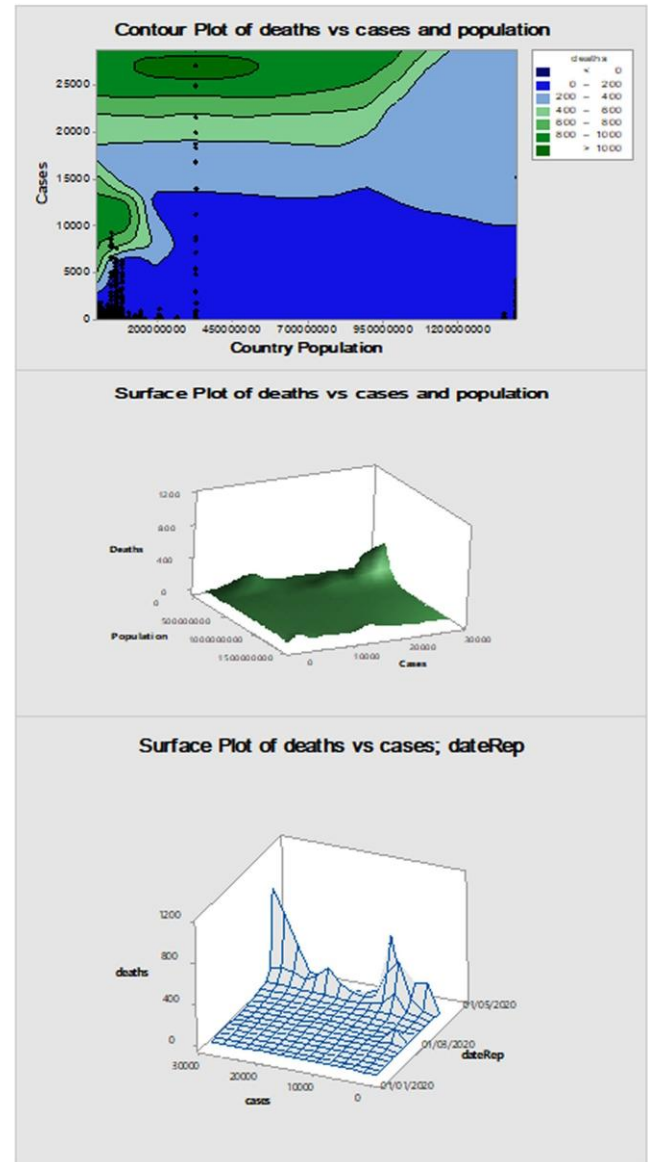 Contour Plot of deaths vs cases and population
deaths
< 0
0 – 200
200 – 400
400 – 600
600 – 800
800 – 1000
> 1000
25000
20000
15000
10000
5000
0
Cases
200000000 450000000 700000000 950000000 1200000000
Country Population
Surface Plot of deaths vs cases and population
1200
800
Deaths
400
0
0
500000000
Population
1000000000
1500000000
0
10000
20000
30000
Cases
Surface Plot of deaths vs cases; dateRep
1200
800
deaths
400
0
30000
20000
10000
0
cases
01/01/2020
01/03/2020
01/05/2020
dateRep